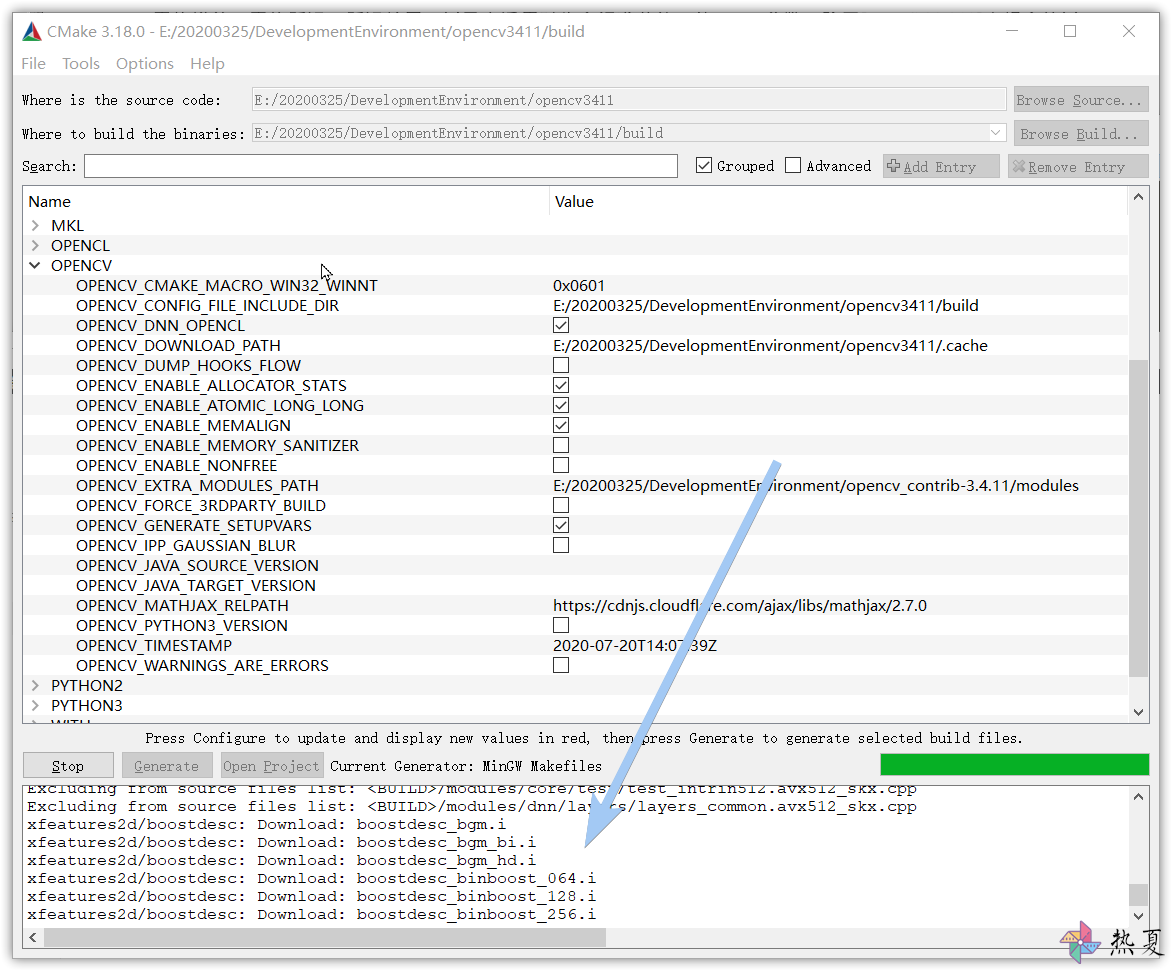 CMake 3.18.0 - E:/20200325/DevelopmentEnvironment/opencv3411/build
File Tools Options Help
Where is the source code: E:/20200325/DevelopmentEnvironment/opencv3411 Browse Source...
Where to build the binaries: E:/20200325/DevelopmentEnvironment/opencv3411/build Browse Build...
Search: Grouped Advanced Add Entry Remove Entry
Name Value
MKL
OPENCL
OPENCV
OPENCV_CMAKE_MACRO_WIN32_WINNT 0x0601
OPENCV_CONFIG_FILE_INCLUDE_DIR E:/20200325/DevelopmentEnvironment/opencv3411/build
OPENCV_DNN_OPENCL
OPENCV_DOWNLOAD_PATH E:/20200325/DevelopmentEnvironment/opencv3411/.cache
OPENCV_DUMP_HOOKS_FLOW
OPENCV_ENABLE_ALLOCATOR_STATS
OPENCV_ENABLE_ATOMIC_LONG_LONG
OPENCV_ENABLE_MEMALIGN
OPENCV_ENABLE_MEMORY_SANITIZER
OPENCV_ENABLE_NONFREE
OPENCV_EXTRA_MODULES_PATH E:/20200325/DevelopmentEnvironment/opencv_contrib-3.4.11/modules
OPENCV_FORCE_3RDPARTY_BUILD
OPENCV_GENERATE_SETUPVARS
OPENCV_IPP_GAUSSIAN_BLUR
OPENCV_JAVA_SOURCE_VERSION
OPENCV_JAVA_TARGET_VERSION
OPENCV_MATHJAX_RELPATH https://cdnjs.cloudflare.com/ajax/libs/mathjax/2.7.0
OPENCV_PYTHON3_VERSION
OPENCV_TIMESTAMP 2020-07-20T14:07:39Z
OPENCV_WARNINGS_ARE_ERRORS
PYTHON2
PYTHON3
WITH
Press Configure to update and display new values in red, then press Generate to generate selected build files.
Stop Generate Open Project Current Generator: MinGW Makefiles
Excluding from source files list: <BUILD>/modules/core/test/test_intrin512.avx512_skx.cpp
Excluding from source files list: <BUILD>/modules/dnn/layers/layers_common.avx512_skx.cpp
xfeatures2d/boostdesc: Download: boostdesc_bgm.i
xfeatures2d/boostdesc: Download: boostdesc_bgm_bi.i
xfeatures2d/boostdesc: Download: boostdesc_bgm_hd.i
xfeatures2d/boostdesc: Download: boostdesc_binboost_064.i
xfeatures2d/boostdesc: Download: boostdesc_binboost_128.i
xfeatures2d/boostdesc: Download: boostdesc_binboost_256.i
热夏